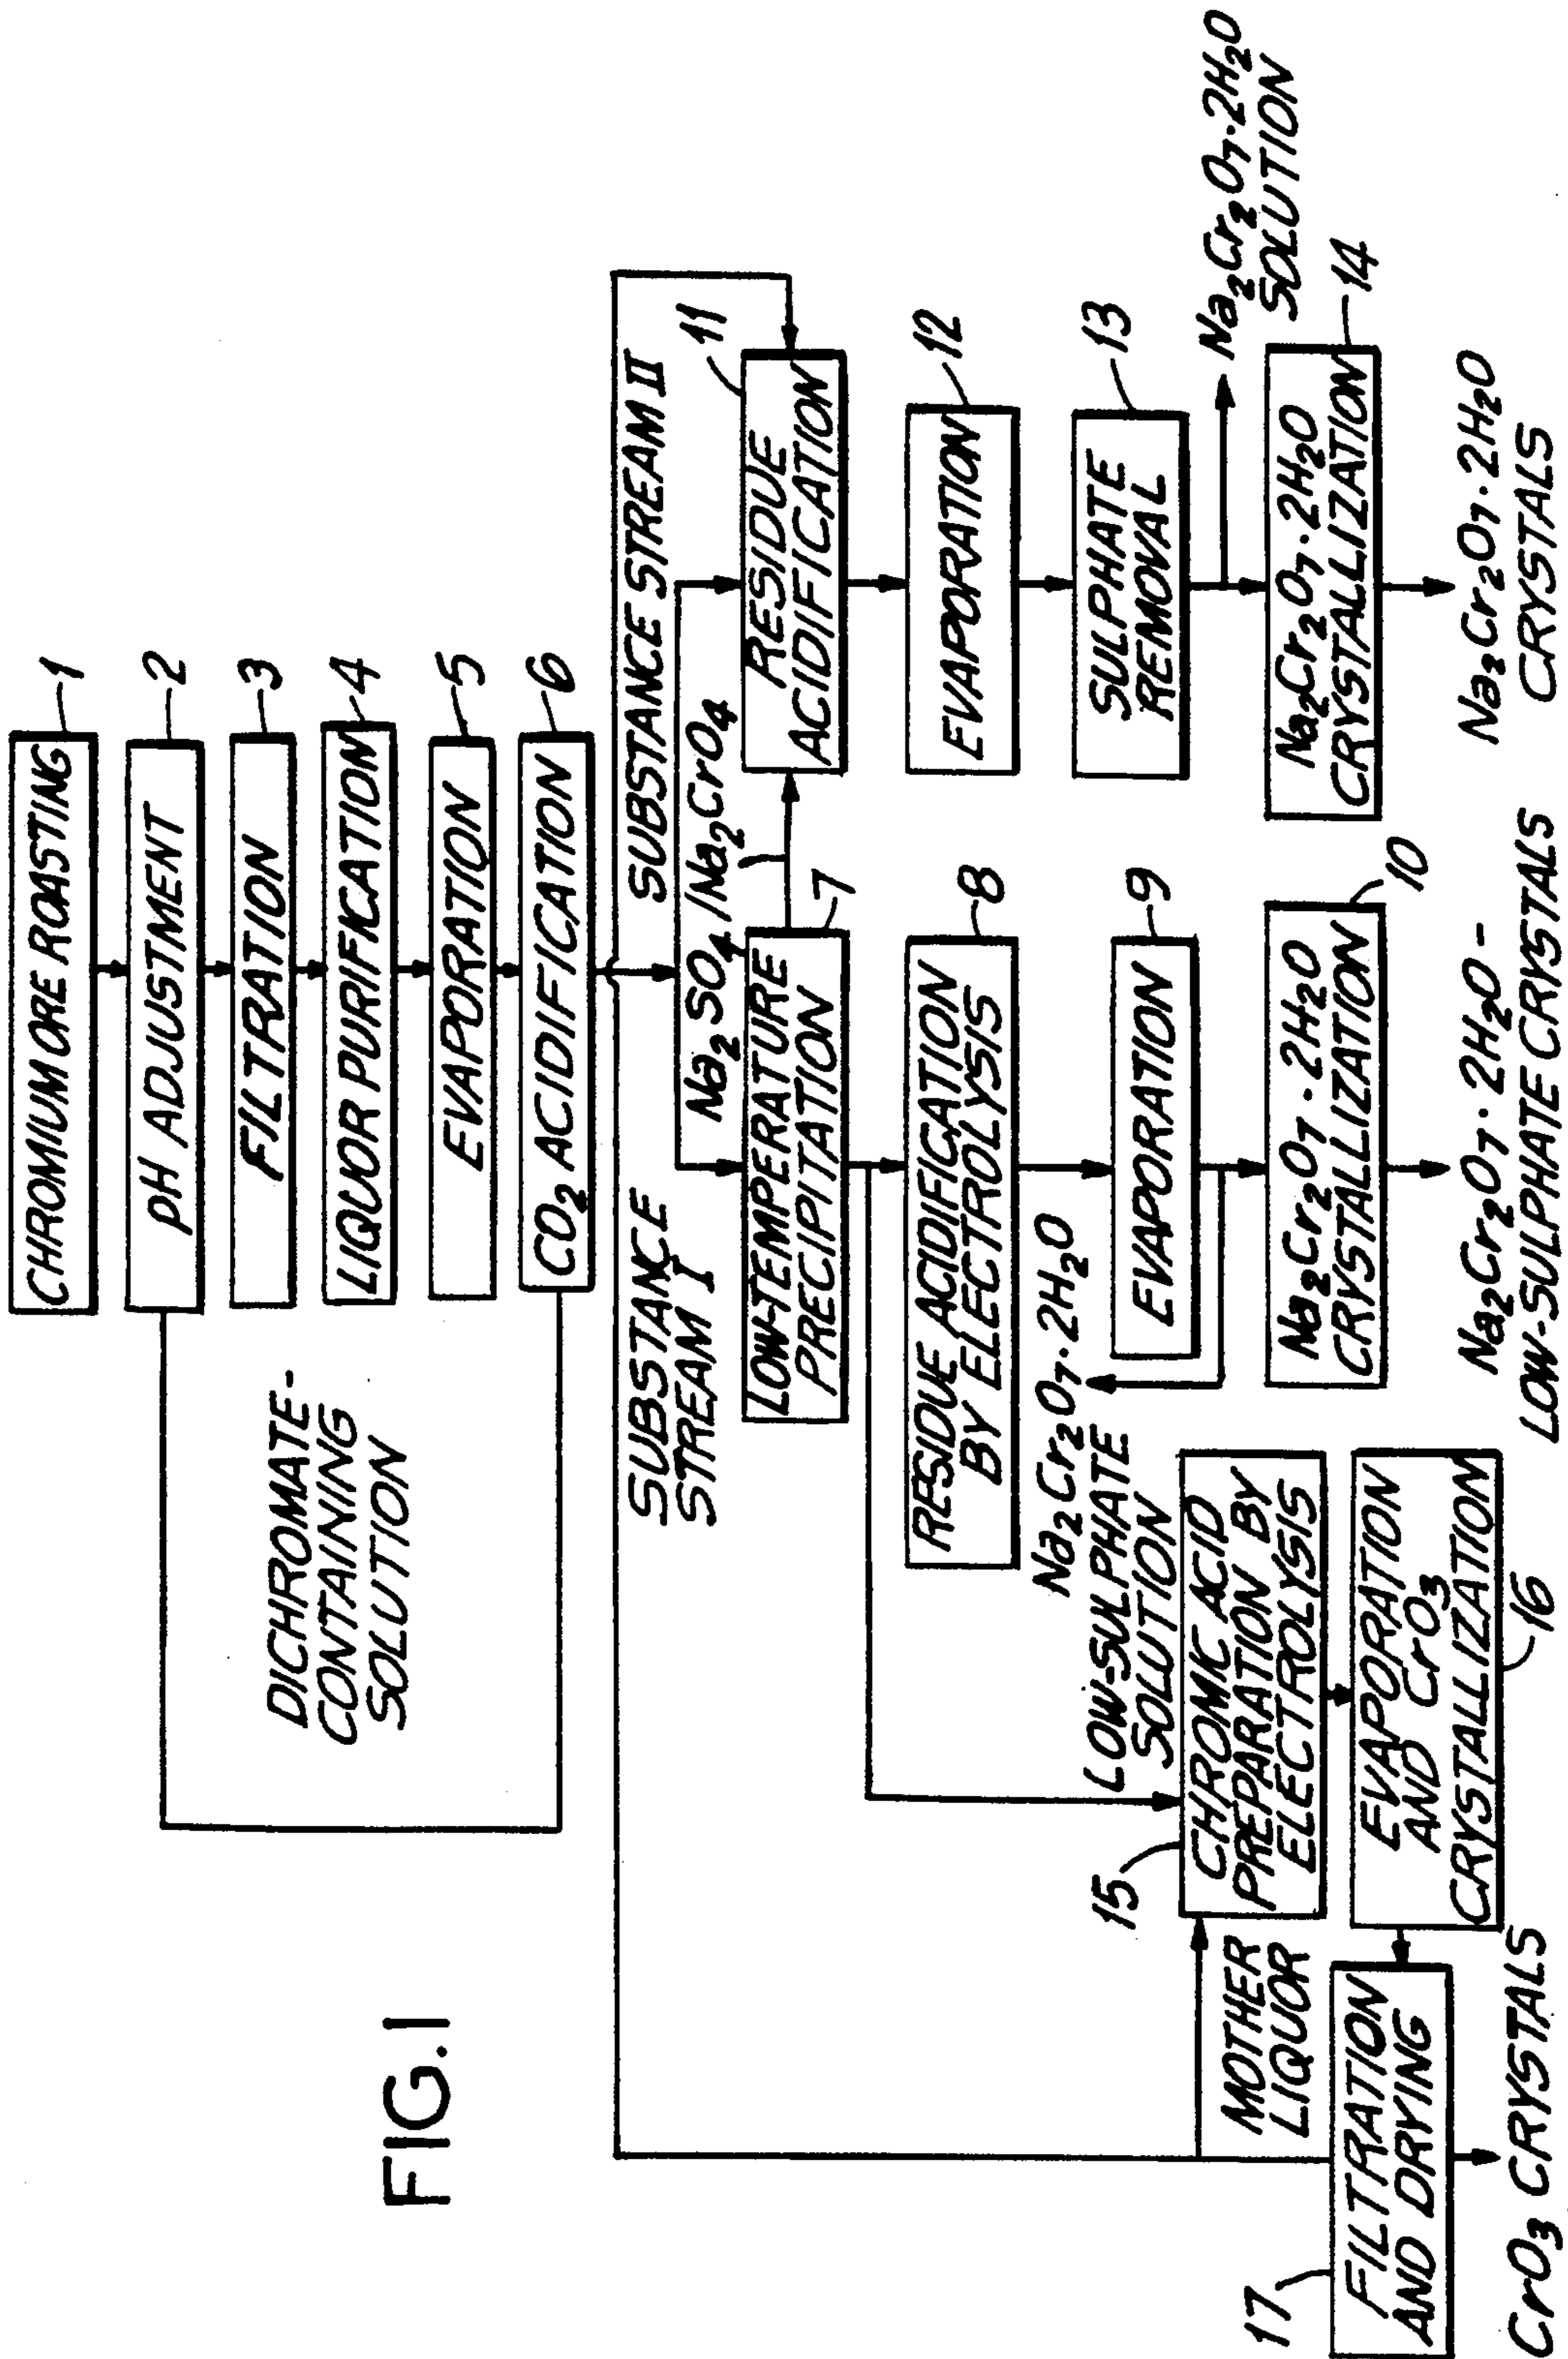 FIG.1
CHROMIUM ORE ROASTING
1
pH ADJUSTMENT
2
FILTRATION
3
LIQUOR PURIFICATION
4
EVAPORATION
5
CO₂ ACIDIFICATION
6
DICHROMATE-
CONTAINING
SOLUTION
SUBSTANCE
STREAM I
SUBSTANCE STREAM II
Na₂SO₄/Na₂CrO₄
LOW-TEMPERATURE
PRECIPITATION
7
RESIDUE
ACIDIFICATION
11
RESIDUE ACIDIFICATION
BY ELECTROLYSIS
8
EVAPORATION
12
Na₂Cr₂O₇·2H₂O
LOW-SULPHATE
SOLUTION
EVAPORATION
9
SULPHATE
REMOVAL
13
Na₂Cr₂O₇·2H₂O
SOLUTION
Na₂Cr₂O₇·2H₂O
CRYSTALLIZATION
10
Na₂Cr₂O₇·2H₂O
CRYSTALLIZATION
14
15
CHROMIC ACID
PREPARATION BY
ELECTROLYSIS
MOTHER
LIQUOR
EVAPORATION
AND CrO₃
CRYSTALLIZATION
16
17
FILTRATION
AND DRYING
CrO₃ CRYSTALS
Na₂Cr₂O₇·2H₂O-
LOW-SULPHATE CRYSTALS
Na₂Cr₂O₇·2H₂O
CRYSTALS